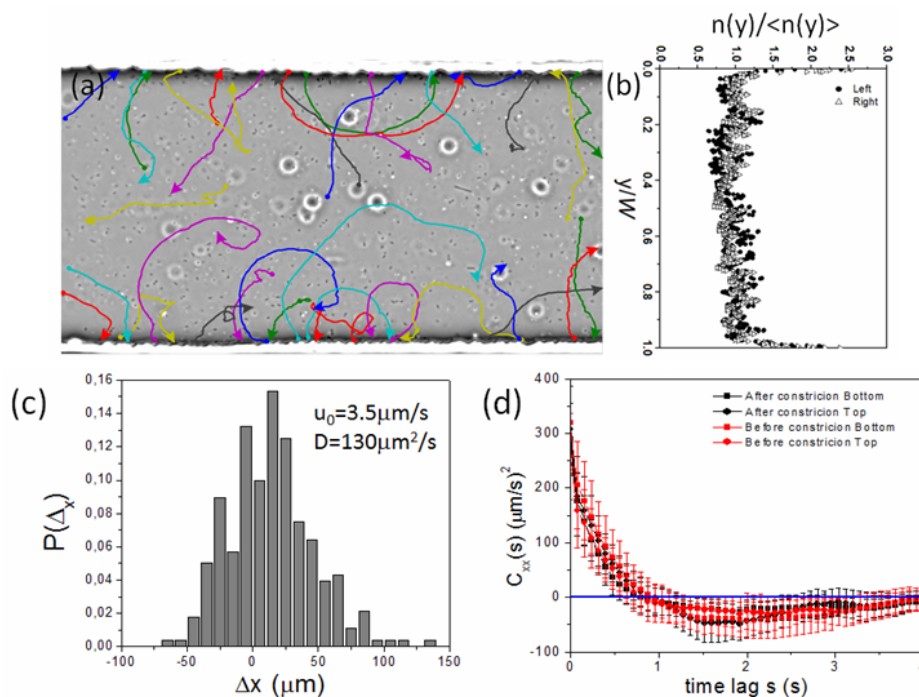 (a)
n(y)/<n(y)>
0.0 0.5 1.0 1.5 2.0 2.5 3.0
(b)
Left
Right
0.0
0.2
0.4
0.6
0.8
1.0
y/W
(c)
0,16
0,14
0,12
0,10
0,08
0,06
0,04
0,02
0,00
P(Δx)
u0=3.5μm/s
D=130μm²/s
-100 -50 0 50 100 150
Δx (μm)
(d)
400
300
200
100
0
-50
-100
Cxx(s) (μm/s)²
After constricion Bottom
After constricion Top
Before constricion Bottom
Before constricion Top
0 1 2 3
time lag s (s)